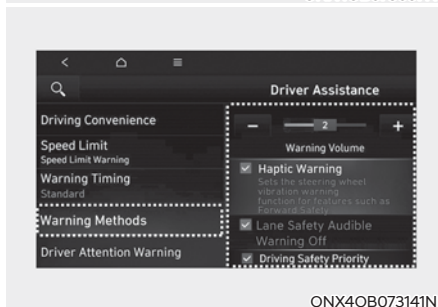 Driver Assistance
Driving Convenience
Speed Limit
Speed Limit Warning
Warning Timing
Standard
Warning Methods
Driver Attention Warning
2
Warning Volume
Haptic Warning
Sets the steering wheel
vibration warning
function for features such as
Forward Safety
Lane Safety Audible
Warning Off
Driving Safety Priority
ONX4OB073141N